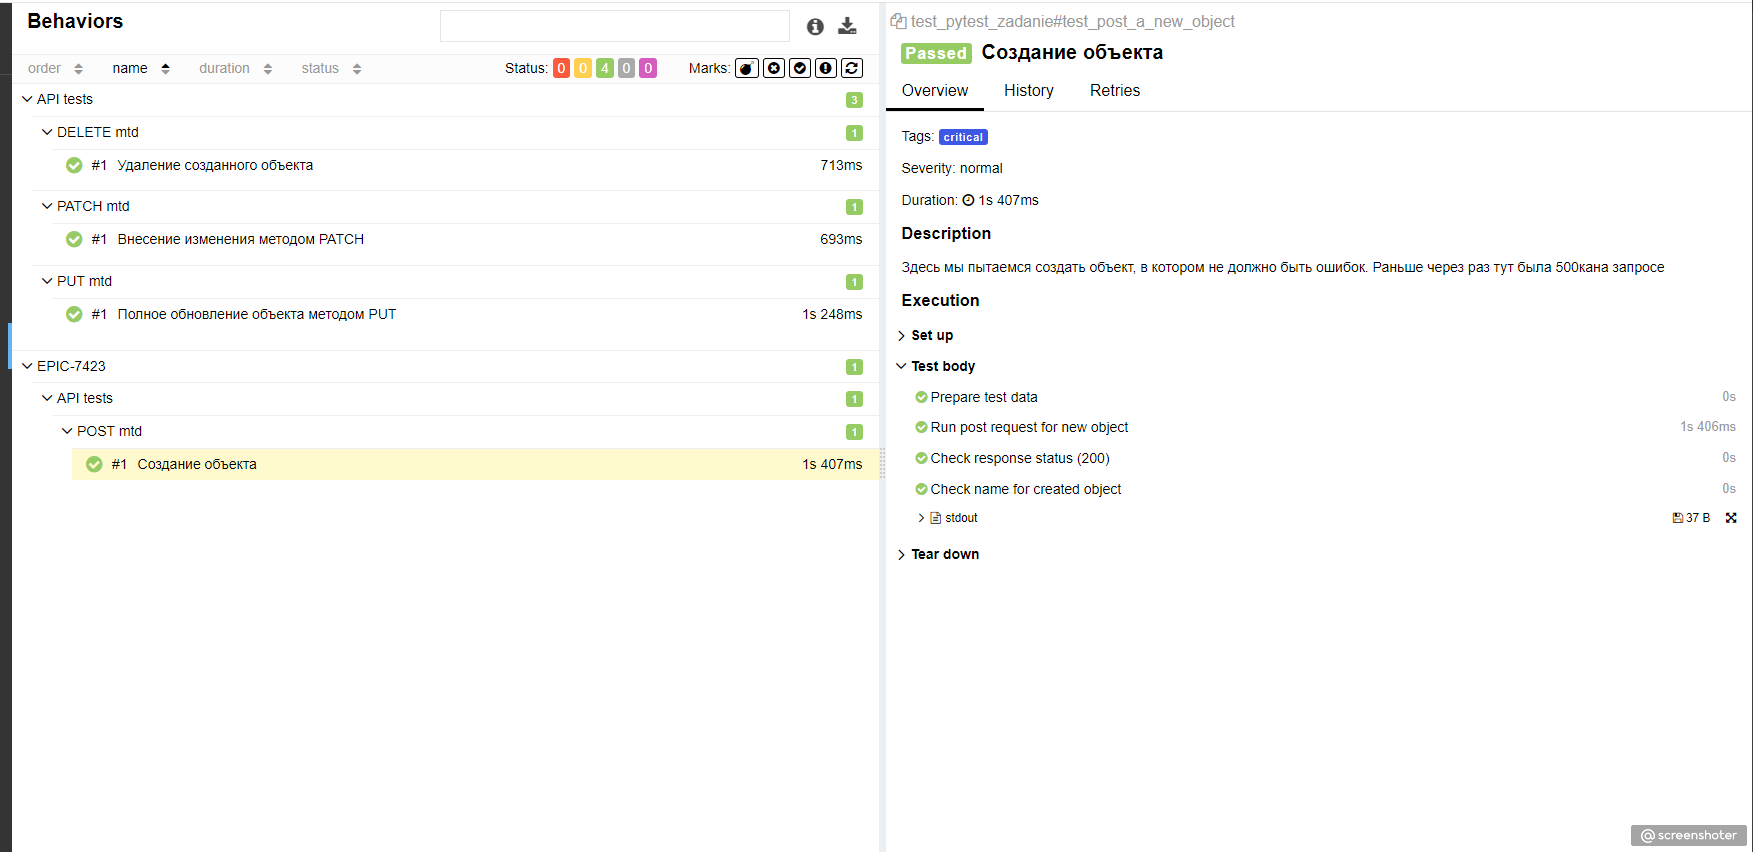 Behaviors
order name duration status Status: 0 0 4 0 0 Marks:
API tests 3
DELETE mtd 1
#1 Удаление созданного объекта 713ms
PATCH mtd 1
#1 Внесение изменения методом PATCH 693ms
PUT mtd 1
#1 Полное обновление объекта методом PUT 1s 248ms
EPIC-7423 1
API tests 1
POST mtd 1
#1 Создание объекта 1s 407ms
test_pytest_zadanie#test_post_a_new_object
Passed Создание объекта
Overview History Retries
Tags: critical
Severity: normal
Duration: 1s 407ms
Description
Здесь мы пытаемся создать объект, в котором не должно быть ошибок. Раньше через раз тут была 500кана запросе
Execution
Set up
Test body
Prepare test data 0s
Run post request for new object 1s 406ms
Check response status (200) 0s
Check name for created object 0s
stdout 37 B
Tear down
@screenshoter